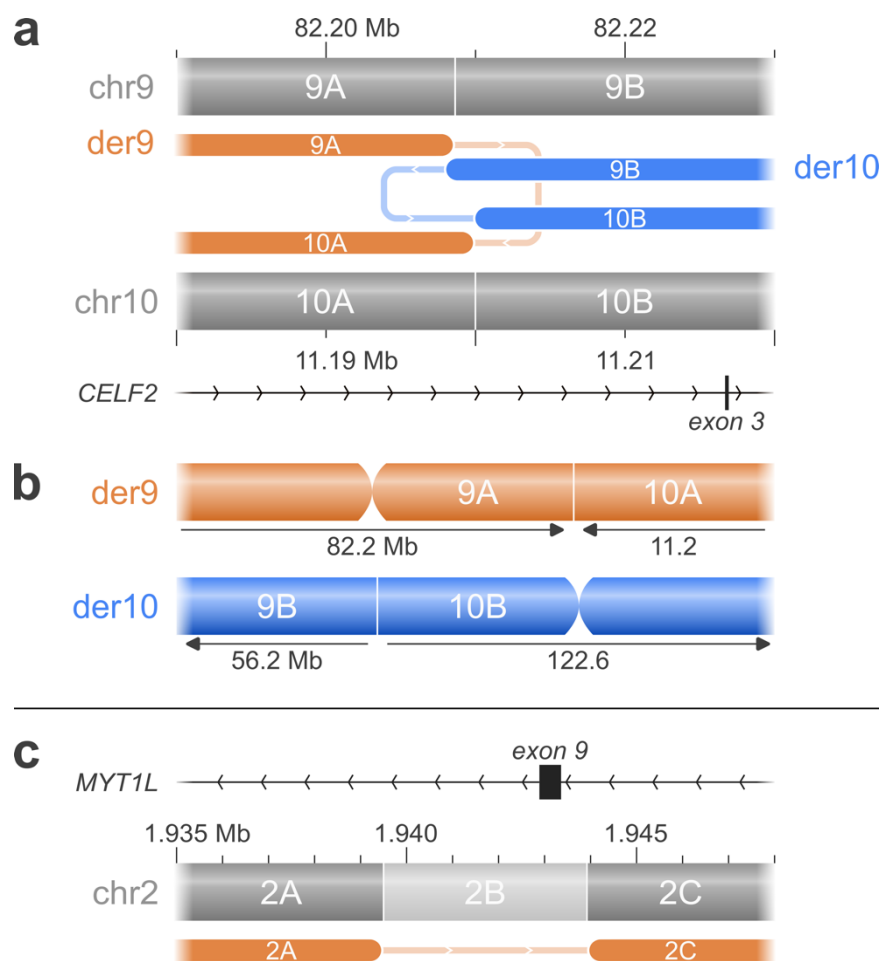 a
82.20 Mb 82.22
chr9 9A 9B
der9 9A
9B der10
10B
10A
chr10 10A 10B
11.19 Mb 11.21
CELF2
exon 3
b
der9 9A 10A
82.2 Mb 11.2
der10 9B 10B
56.2 Mb 122.6
c
exon 9
MYT1L
1.935 Mb 1.940 1.945
chr2 2A 2B 2C
2A 2C